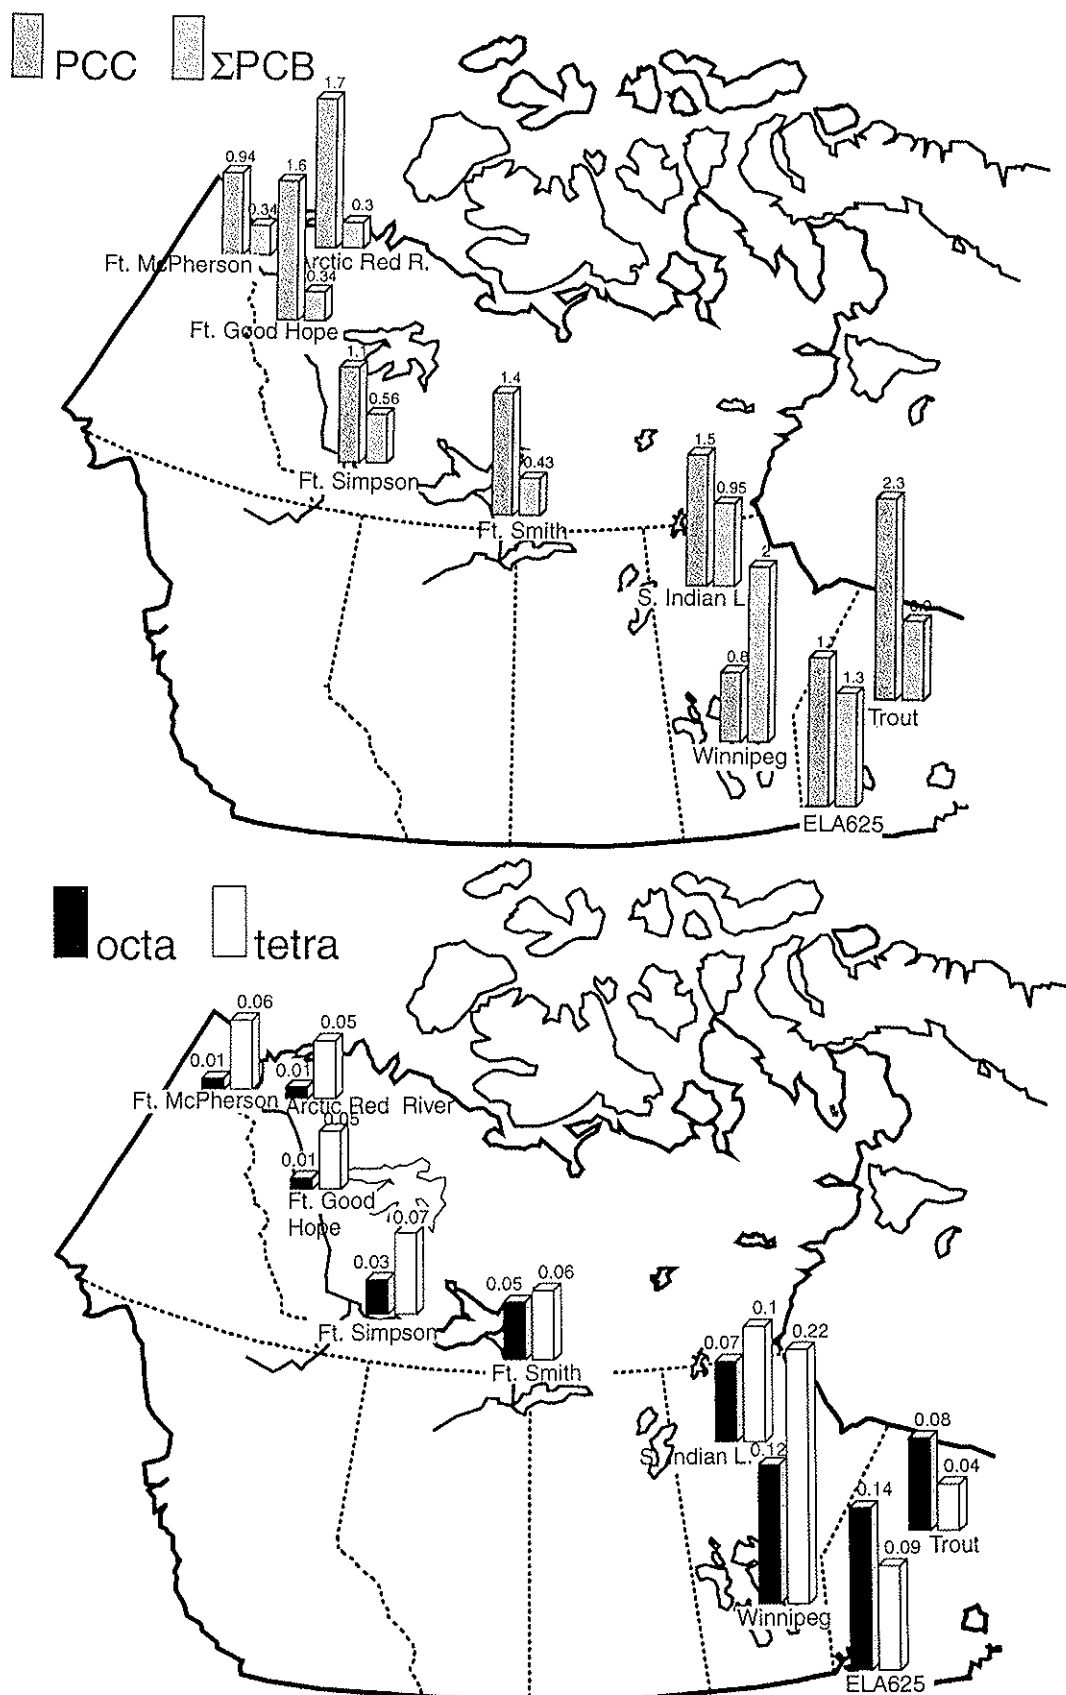 PCC ΣPCB
1.7
0.94
1.6
0.34
0.3
Ft. McPherson
Arctic Red R.
0.34
Ft. Good Hope
0.56
1.4
0.43
Ft. Simpson
Ft. Smith
1.5
0.95
2.3
S. Indian L
2
0.8
1.3
Trout
Winnipeg
ELA625
octa tetra
0.06
0.05
0.01
0.01
Ft. McPherson
Arctic Red River
0.05
0.01
Ft. Good
Hope
0.07
0.03
0.05
0.06
Ft. Simpson
Ft. Smith
0.1
0.07
0.22
S. Indian L.
0.12
0.08
0.04
0.14
0.09
Trout
Winnipeg
ELA625